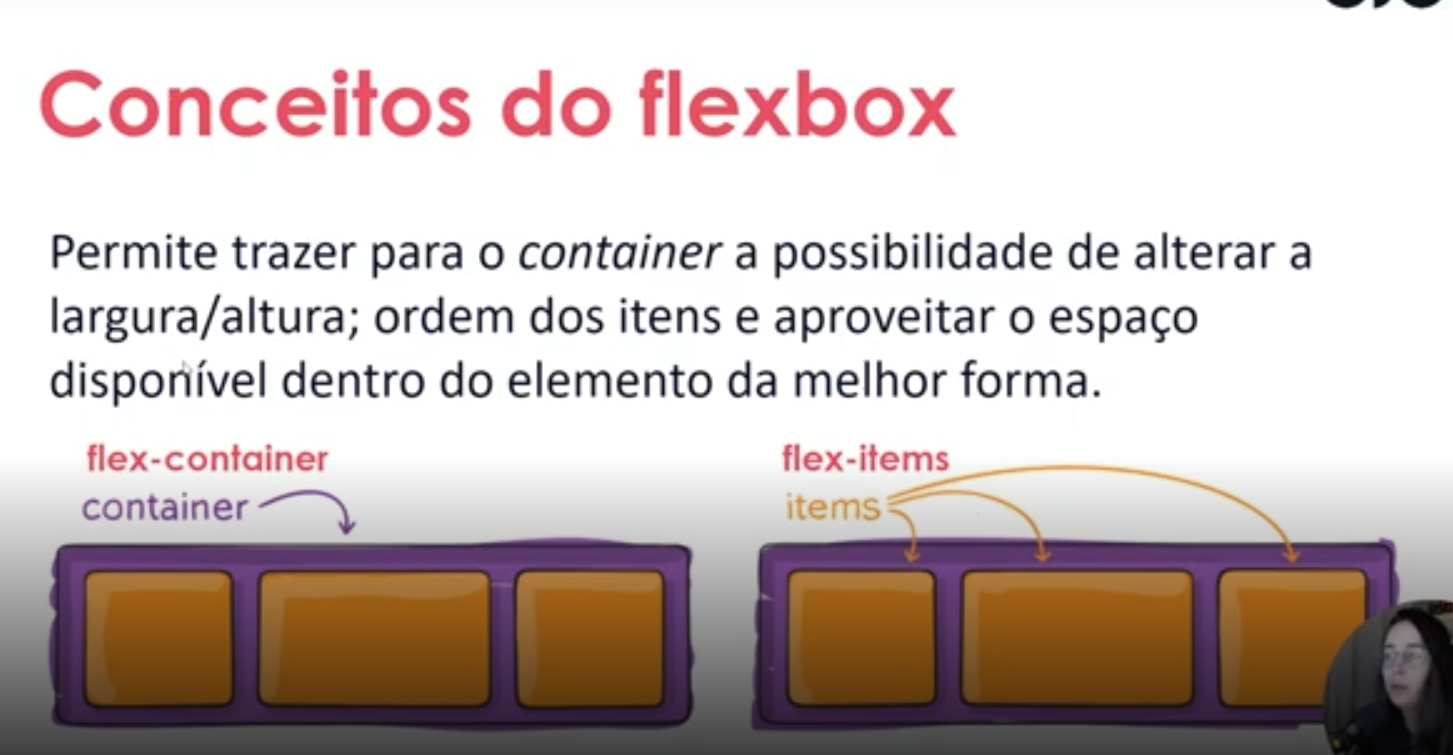 Conceitos do flexbox
Permite trazer para o container a possibilidade de alterar a
largura/altura; ordem dos itens e aproveitar o espaço
disponível dentro do elemento da melhor forma.
flex-container
container
flex-items
items